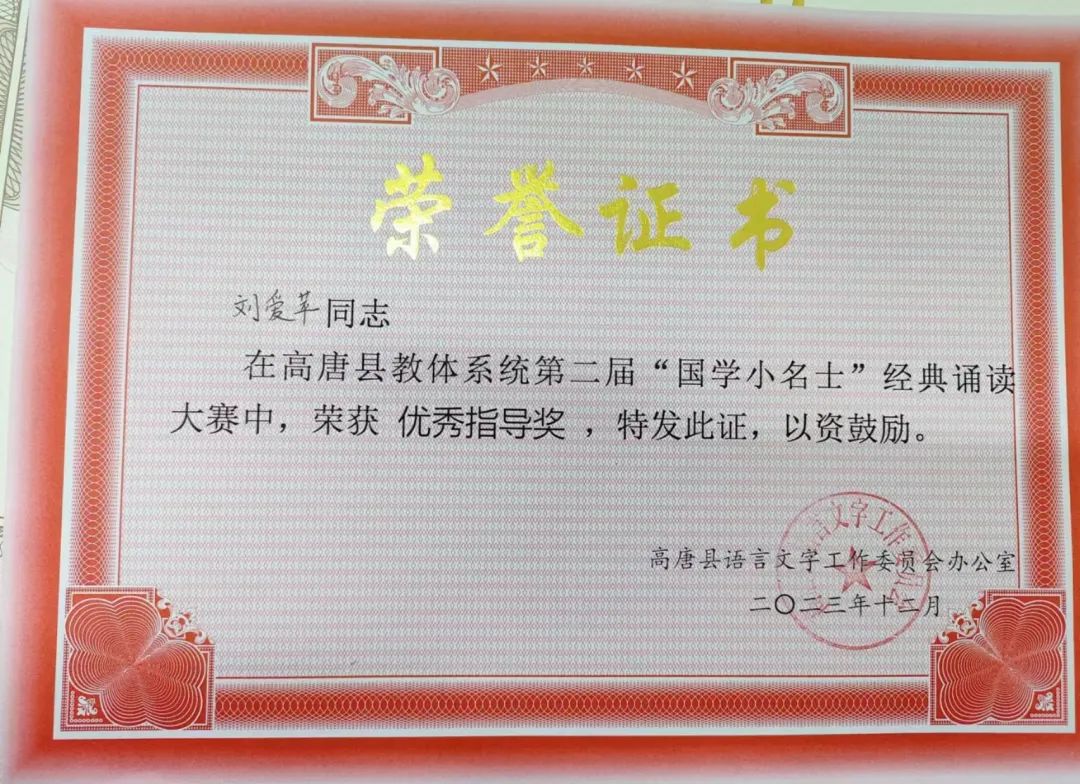 荣誉证书
刘爱苹同志
在高唐县教体系统第二届“国学小名士”经典诵读
大赛中，荣获 优秀指导奖 ，特发此证，以资鼓励。
高唐县语言文字工作委员会办公室
二〇二三年十二月